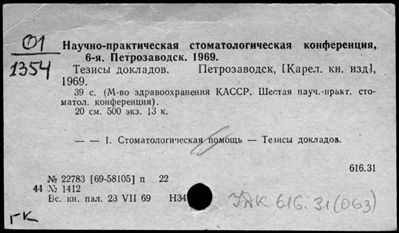 01
1354
Научно-практическая стоматологическая конференция,
6-я. Петрозаводск. 1969.
Тезисы докладов. Петрозаводск, [Карел. кн. изд],
1969.
39 с. (М-во здравоохранения КАССР. Шестая науч.-практ. сто-
матол. конференция).
20 см. 500 экз. 13 к.
— — 1. Стоматологическая помощь — Тезисы докладов.
616.31
№ 22783 [69-58105] п 22
44 № 1412
Вс. кн. пал. 23 VII 69 Н34
УДК 616.31(063)
ГК